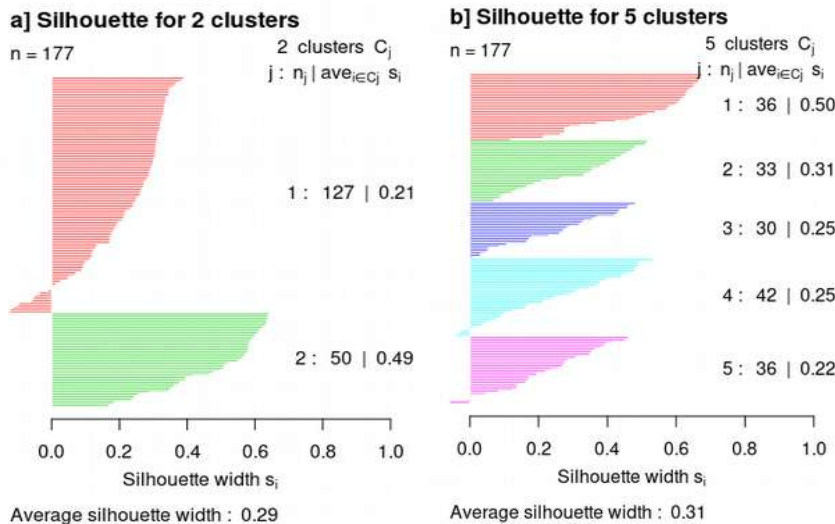 a] Silhouette for 2 clusters
n = 177
2 clusters Cj
j : nj | avei∈Cj si
1 : 127 | 0.21
2 : 50 | 0.49
0.0 0.2 0.4 0.6 0.8 1.0
Silhouette width si
Average silhouette width : 0.29
b] Silhouette for 5 clusters
n = 177
5 clusters Cj
j : nj | avei∈Cj si
1 : 36 | 0.50
2 : 33 | 0.31
3 : 30 | 0.25
4 : 42 | 0.25
5 : 36 | 0.22
0.0 0.2 0.4 0.6 0.8 1.0
Silhouette width si
Average silhouette width : 0.31